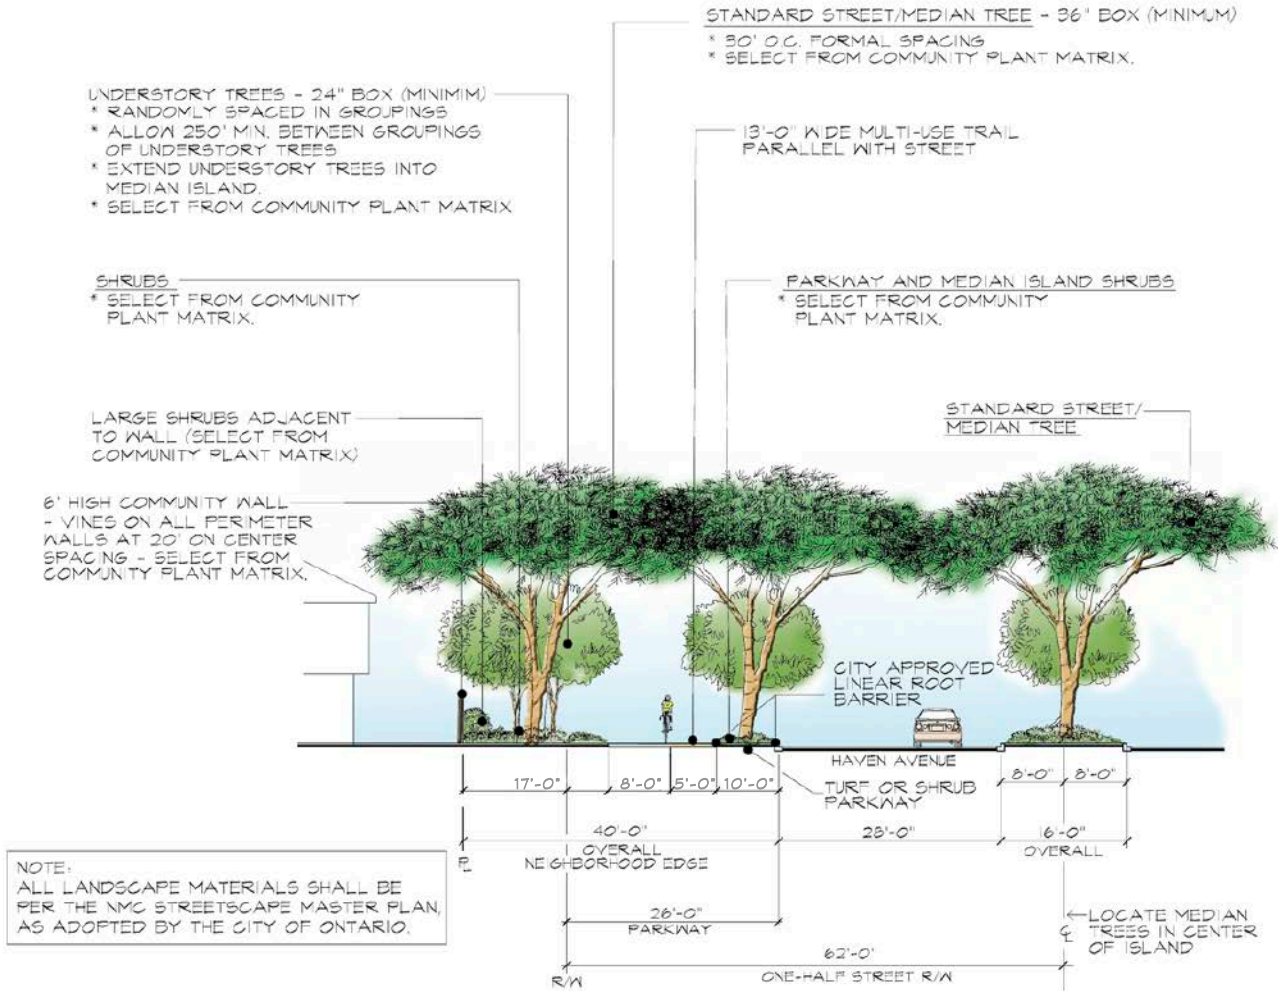 STANDARD STREET/MEDIAN TREE - 36" BOX (MINIMUM)
* 30' O.C. FORMAL SPACING
* SELECT FROM COMMUNITY PLANT MATRIX.
UNDERSTORY TREES - 24" BOX (MINIMIM)
* RANDOMLY SPACED IN GROUPINGS
* ALLOW 250' MIN. BETWEEN GROUPINGS
OF UNDERSTORY TREES
* EXTEND UNDERSTORY TREES INTO
MEDIAN ISLAND.
* SELECT FROM COMMUNITY PLANT MATRIX
13'-0" WIDE MULTI-USE TRAIL
PARALLEL WITH STREET
SHRUBS
* SELECT FROM COMMUNITY
PLANT MATRIX.
PARKWAY AND MEDIAN ISLAND SHRUBS
* SELECT FROM COMMUNITY
PLANT MATRIX.
LARGE SHRUBS ADJACENT
TO WALL (SELECT FROM
COMMUNITY PLANT MATRIX)
STANDARD STREET/
MEDIAN TREE
6' HIGH COMMUNITY WALL
- VINES ON ALL PERIMETER
WALLS AT 20' ON CENTER
SPACING - SELECT FROM
COMMUNITY PLANT MATRIX.
CITY APPROVED
LINEAR ROOT
BARRIER
HAVEN AVENUE
TURF OR SHRUB
PARKWAY
17'-0" 8'-0" 5'-0" 10'-0" 8'-0" 8'-0"
40'-0" 28'-0" 16'-0"
OVERALL
NEIGHBORHOOD EDGE
OVERALL
PL
26'-0"
PARKWAY
CL
LOCATE MEDIAN
TREES IN CENTER
OF ISLAND
62'-0'
R/W
ONE-HALF STREET R/W
NOTE:
ALL LANDSCAPE MATERIALS SHALL BE
PER THE NMC STREETSCAPE MASTER PLAN,
AS ADOPTED BY THE CITY OF ONTARIO.